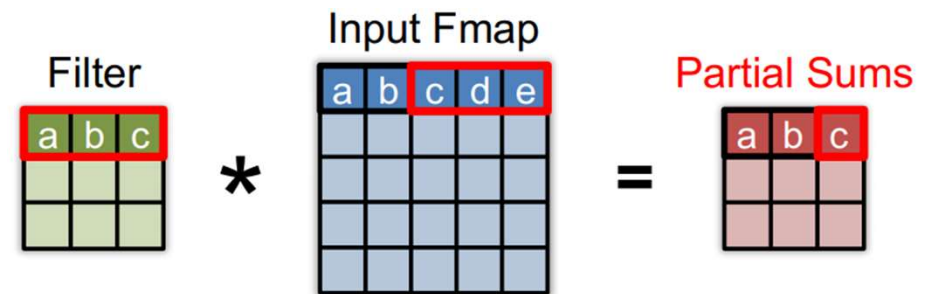 Input Fmap
Filter
Partial Sums
a b c
a b c d e
a b c
*
=